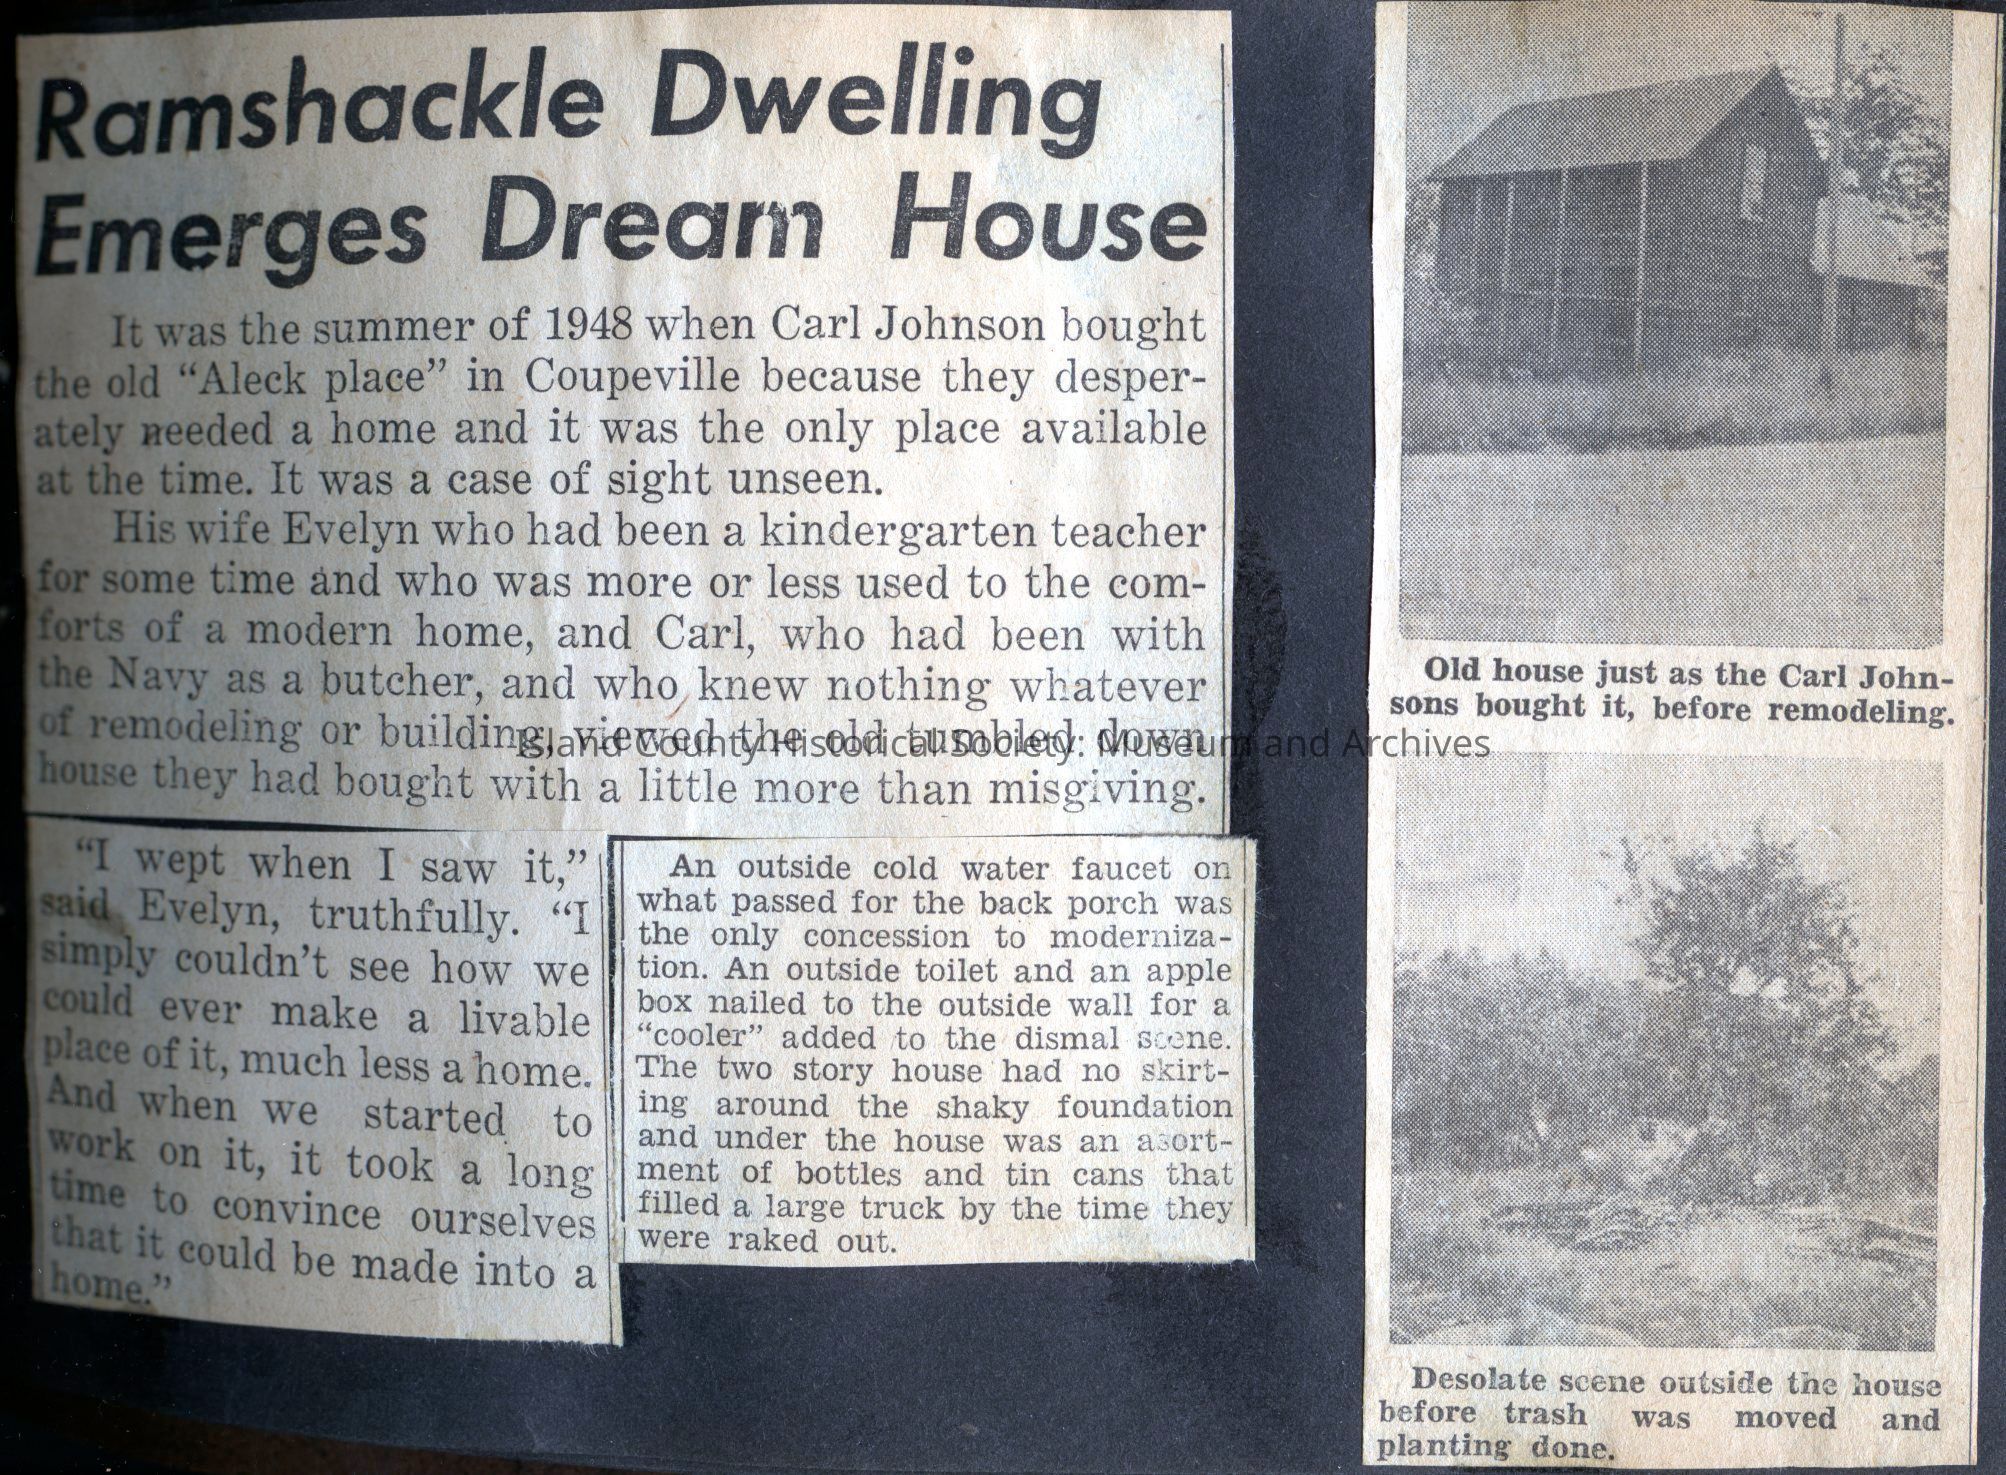 Ramshackle Dwelling
Emerges Dream House
It was the summer of 1948 when Carl Johnson bought
the old “Aleck place” in Coupeville because they desper-
ately needed a home and it was the only place available
at the time. It was a case of sight unseen.
His wife Evelyn who had been a kindergarten teacher
for some time and who was more or less used to the com-
forts of a modern home, and Carl, who had been with
the Navy as a butcher, and who knew nothing whatever
of remodeling or building, viewed the old tumbled down
house they had bought with a little more than misgiving.
“I wept when I saw it,”
said Evelyn, truthfully. “I
simply couldn’t see how we
could ever make a livable
place of it, much less a home.
And when we started to
work on it, it took a long
time to convince ourselves
that it could be made into a
home.”
An outside cold water faucet on
what passed for the back porch was
the only concession to moderniza-
tion. An outside toilet and an apple
box nailed to the outside wall for a
“cooler” added to the dismal scene.
The two story house had no skirt-
ing around the shaky foundation
and under the house was an asort-
ment of bottles and tin cans that
filled a large truck by the time they
were raked out.
Old house just as the Carl John-
sons bought it, before remodeling.
Desolate scene outside the house
before trash was moved and
planting done.
Island County Historical Society: Museum and Archives